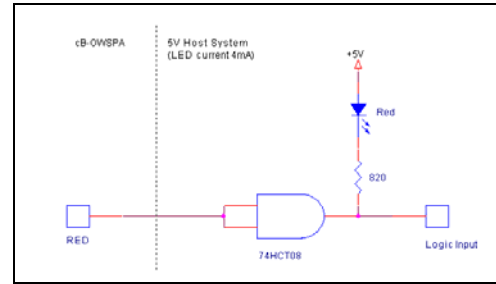 cB-OWSPA
5V Host System
(LED current 4mA)
+5V
Red
820
RED
74HCT08
Logic Input